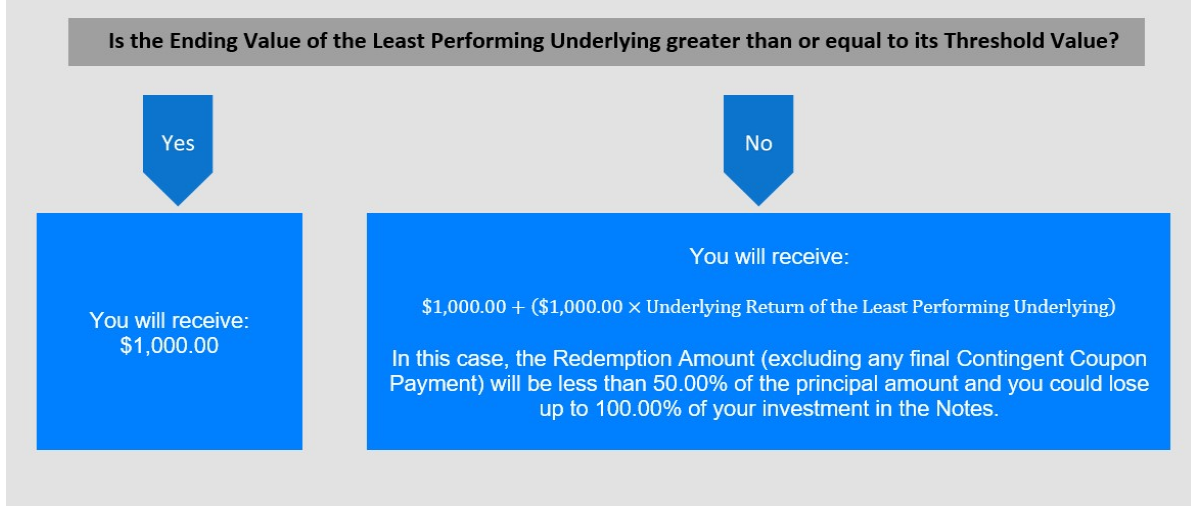 Is the Ending Value of the Least Performing Underlying greater than or equal to its Threshold Value?
Yes
No
You will receive:
$1,000.00
You will receive:
$1,000.00 + ($1,000.00 × Underlying Return of the Least Performing Underlying)
In this case, the Redemption Amount (excluding any final Contingent Coupon
Payment) will be less than 50.00% of the principal amount and you could lose
up to 100.00% of your investment in the Notes.